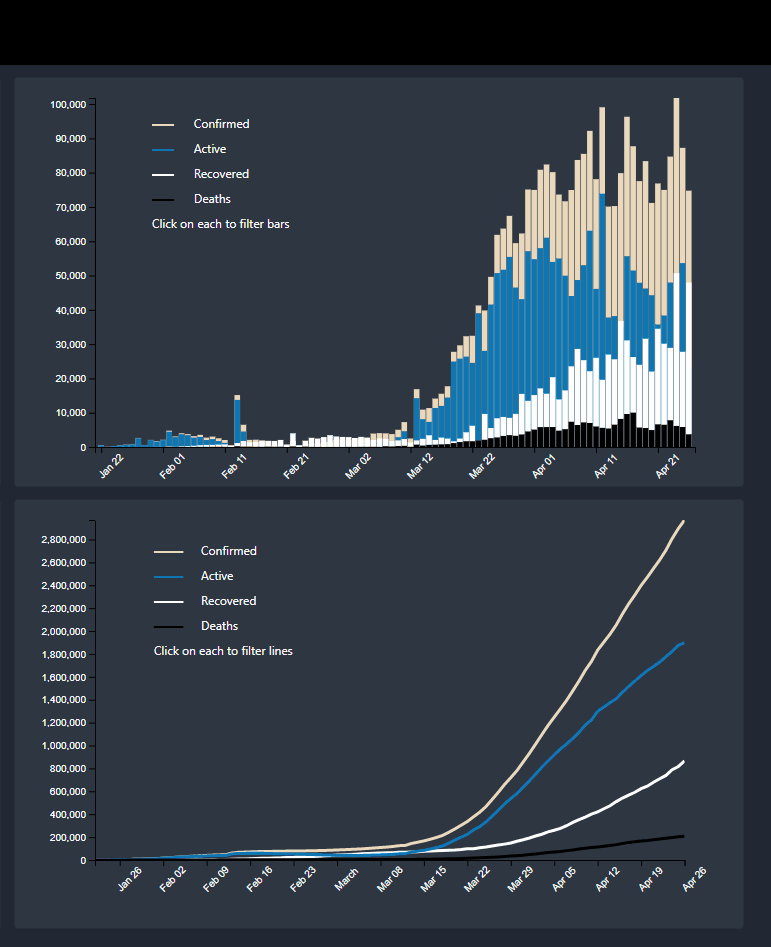 100,000
90,000
80,000
70,000
60,000
50,000
40,000
30,000
20,000
10,000
0
Confirmed
Active
Recovered
Deaths
Click on each to filter bars
Jan 22
Feb 01
Feb 11
Feb 21
Mar 02
Mar 12
Mar 22
Apr 01
Apr 11
Apr 21
2,800,000
2,600,000
2,400,000
2,200,000
2,000,000
1,800,000
1,600,000
1,400,000
1,200,000
1,000,000
800,000
600,000
400,000
200,000
0
Confirmed
Active
Recovered
Deaths
Click on each to filter lines
Jan 26
Feb 02
Feb 09
Feb 16
Feb 23
March
Mar 08
Mar 15
Mar 22
Mar 29
Apr 05
Apr 12
Apr 19
Apr 26